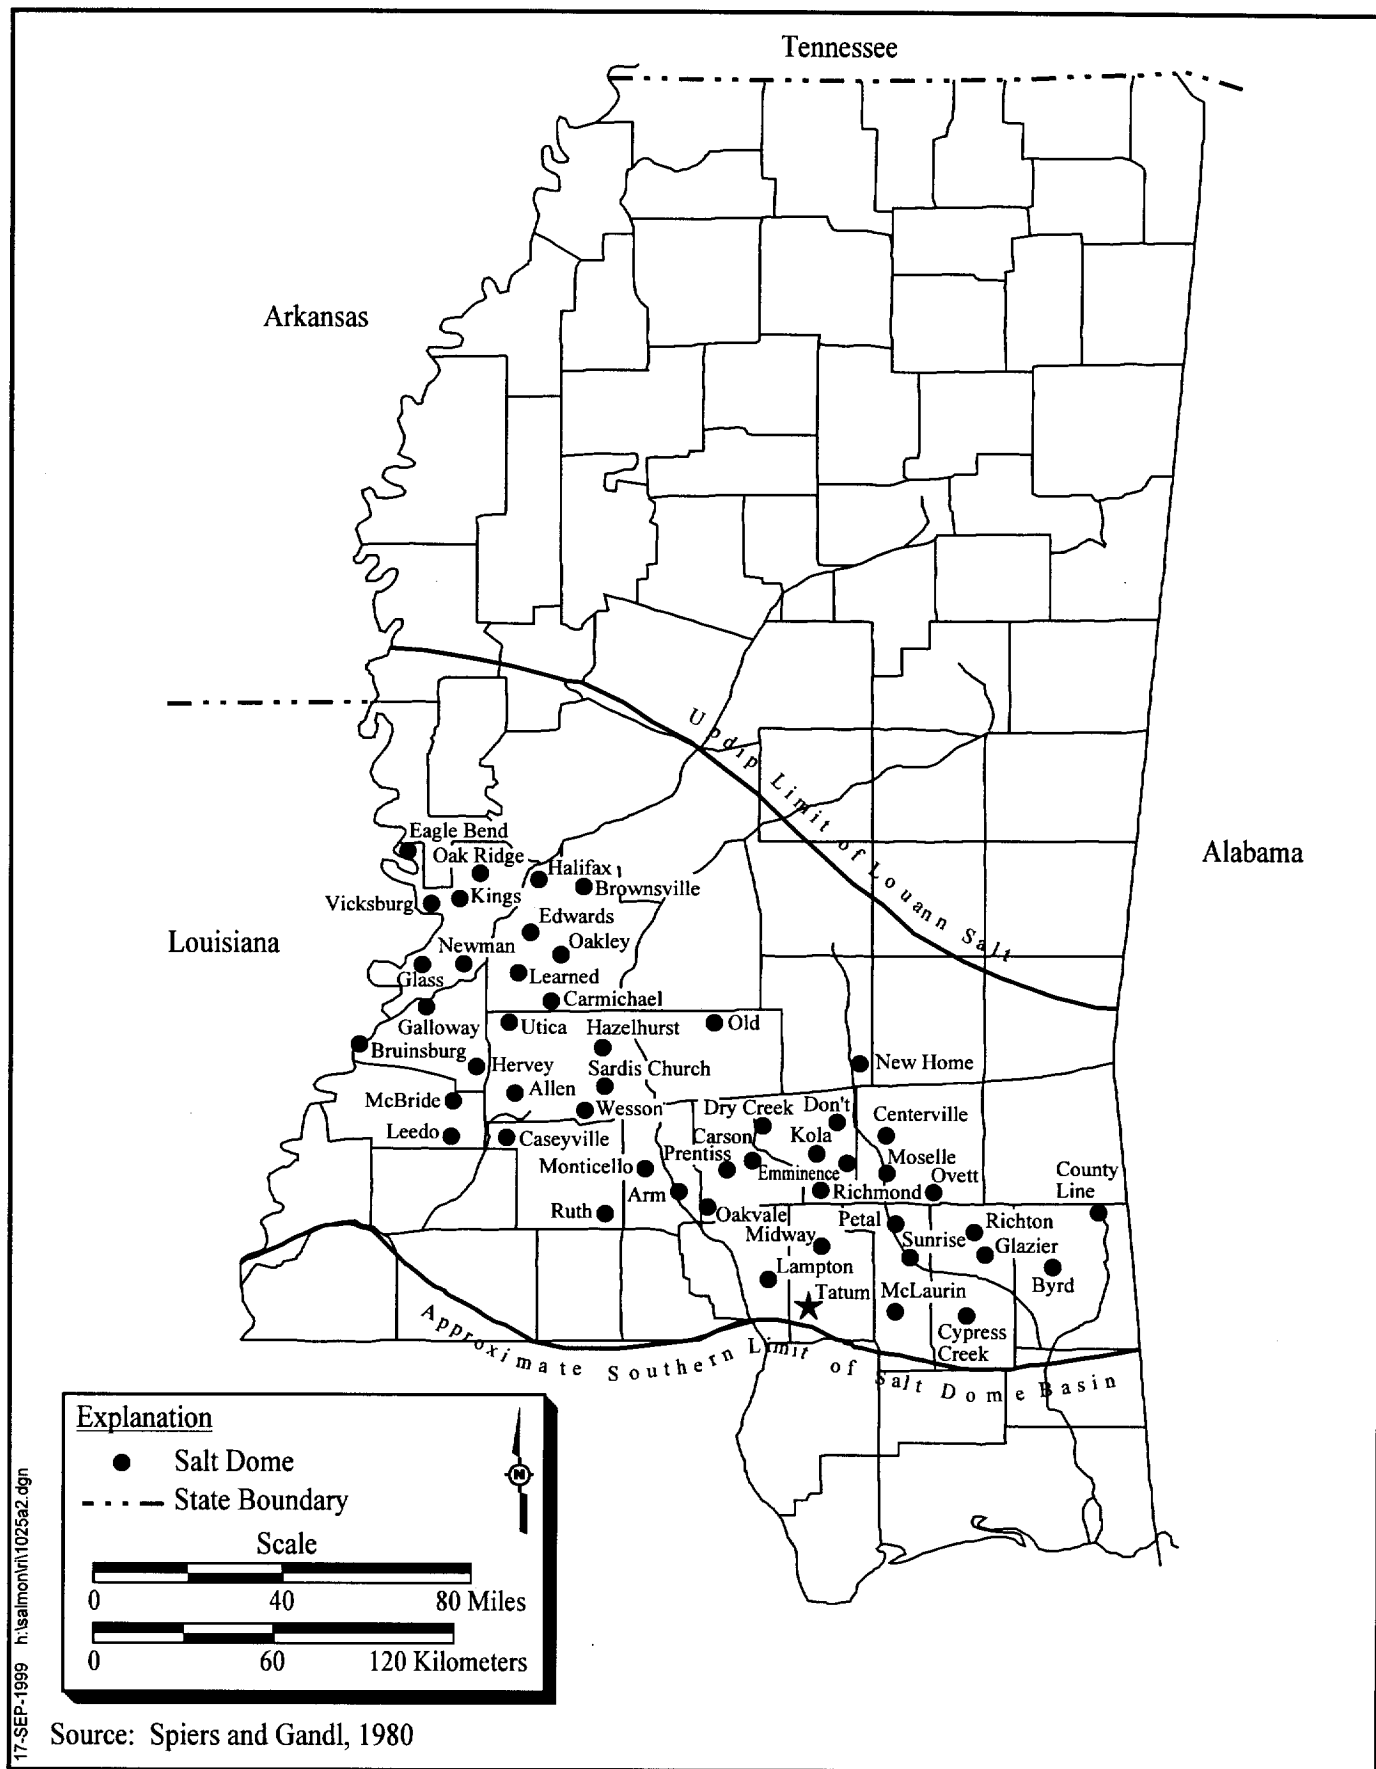 Tennessee
Arkansas
Updip Limit of Louann Salt
Alabama
Louisiana
Eagle Bend
Oak Ridge
Halifax
Brownsville
Vicksburg
Kings
Edwards
Newman
Oakley
Glass
Learned
Carmichael
Galloway
Utica
Hazelhurst
Old
Bruinsburg
Hervey
Sardis Church
New Home
McBride
Allen
Wesson
Dry Creek
Don't
Centerville
Leedo
Caseyville
Carson
Kola
Monticello
Prentiss
Emminence
Moselle
Arm
Richmond
Ovett
County
Line
Ruth
Oakvale
Petal
Richton
Midway
Sunrise
Glazier
Lampton
Byrd
Tatum
McLaurin
Cypress
Creek
Approximate Southern Limit of Salt Dome Basin
Explanation
Salt Dome
State Boundary
N
Scale
0 40 80 Miles
0 60 120 Kilometers
Source: Spiers and Gandl, 1980
17-SEP-1999 h:\salmon\ri\1025a2.dgn